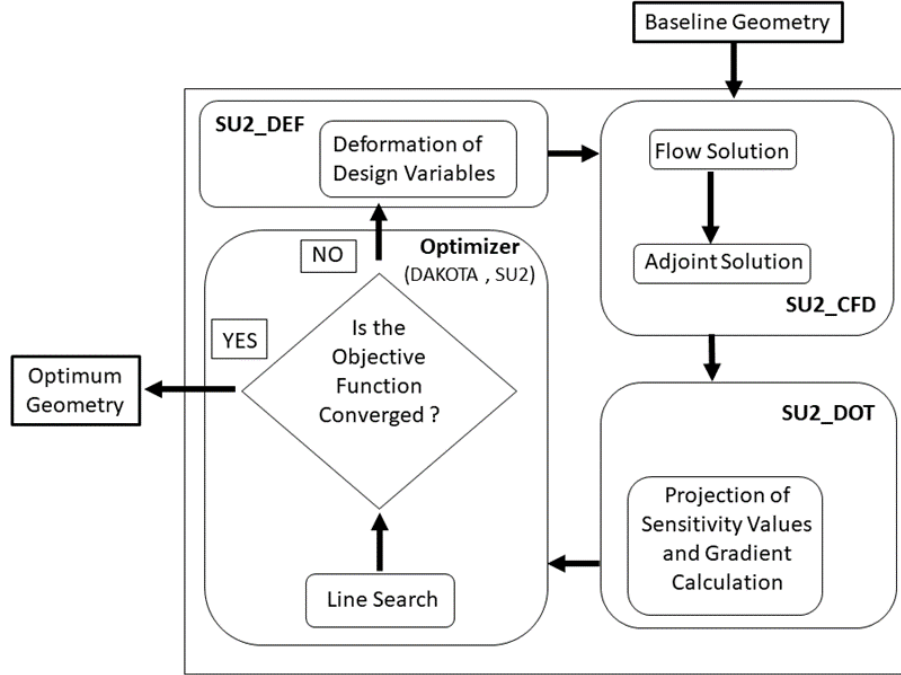 Baseline Geometry
SU2_DEF
Deformation of
Design Variables
Flow Solution
Adjoint Solution
SU2_CFD
NO
Optimizer
(DAKOTA , SU2)
YES
Is the
Objective
Function
Converged ?
Optimum
Geometry
SU2_DOT
Projection of
Sensitivity Values
and Gradient
Calculation
Line Search